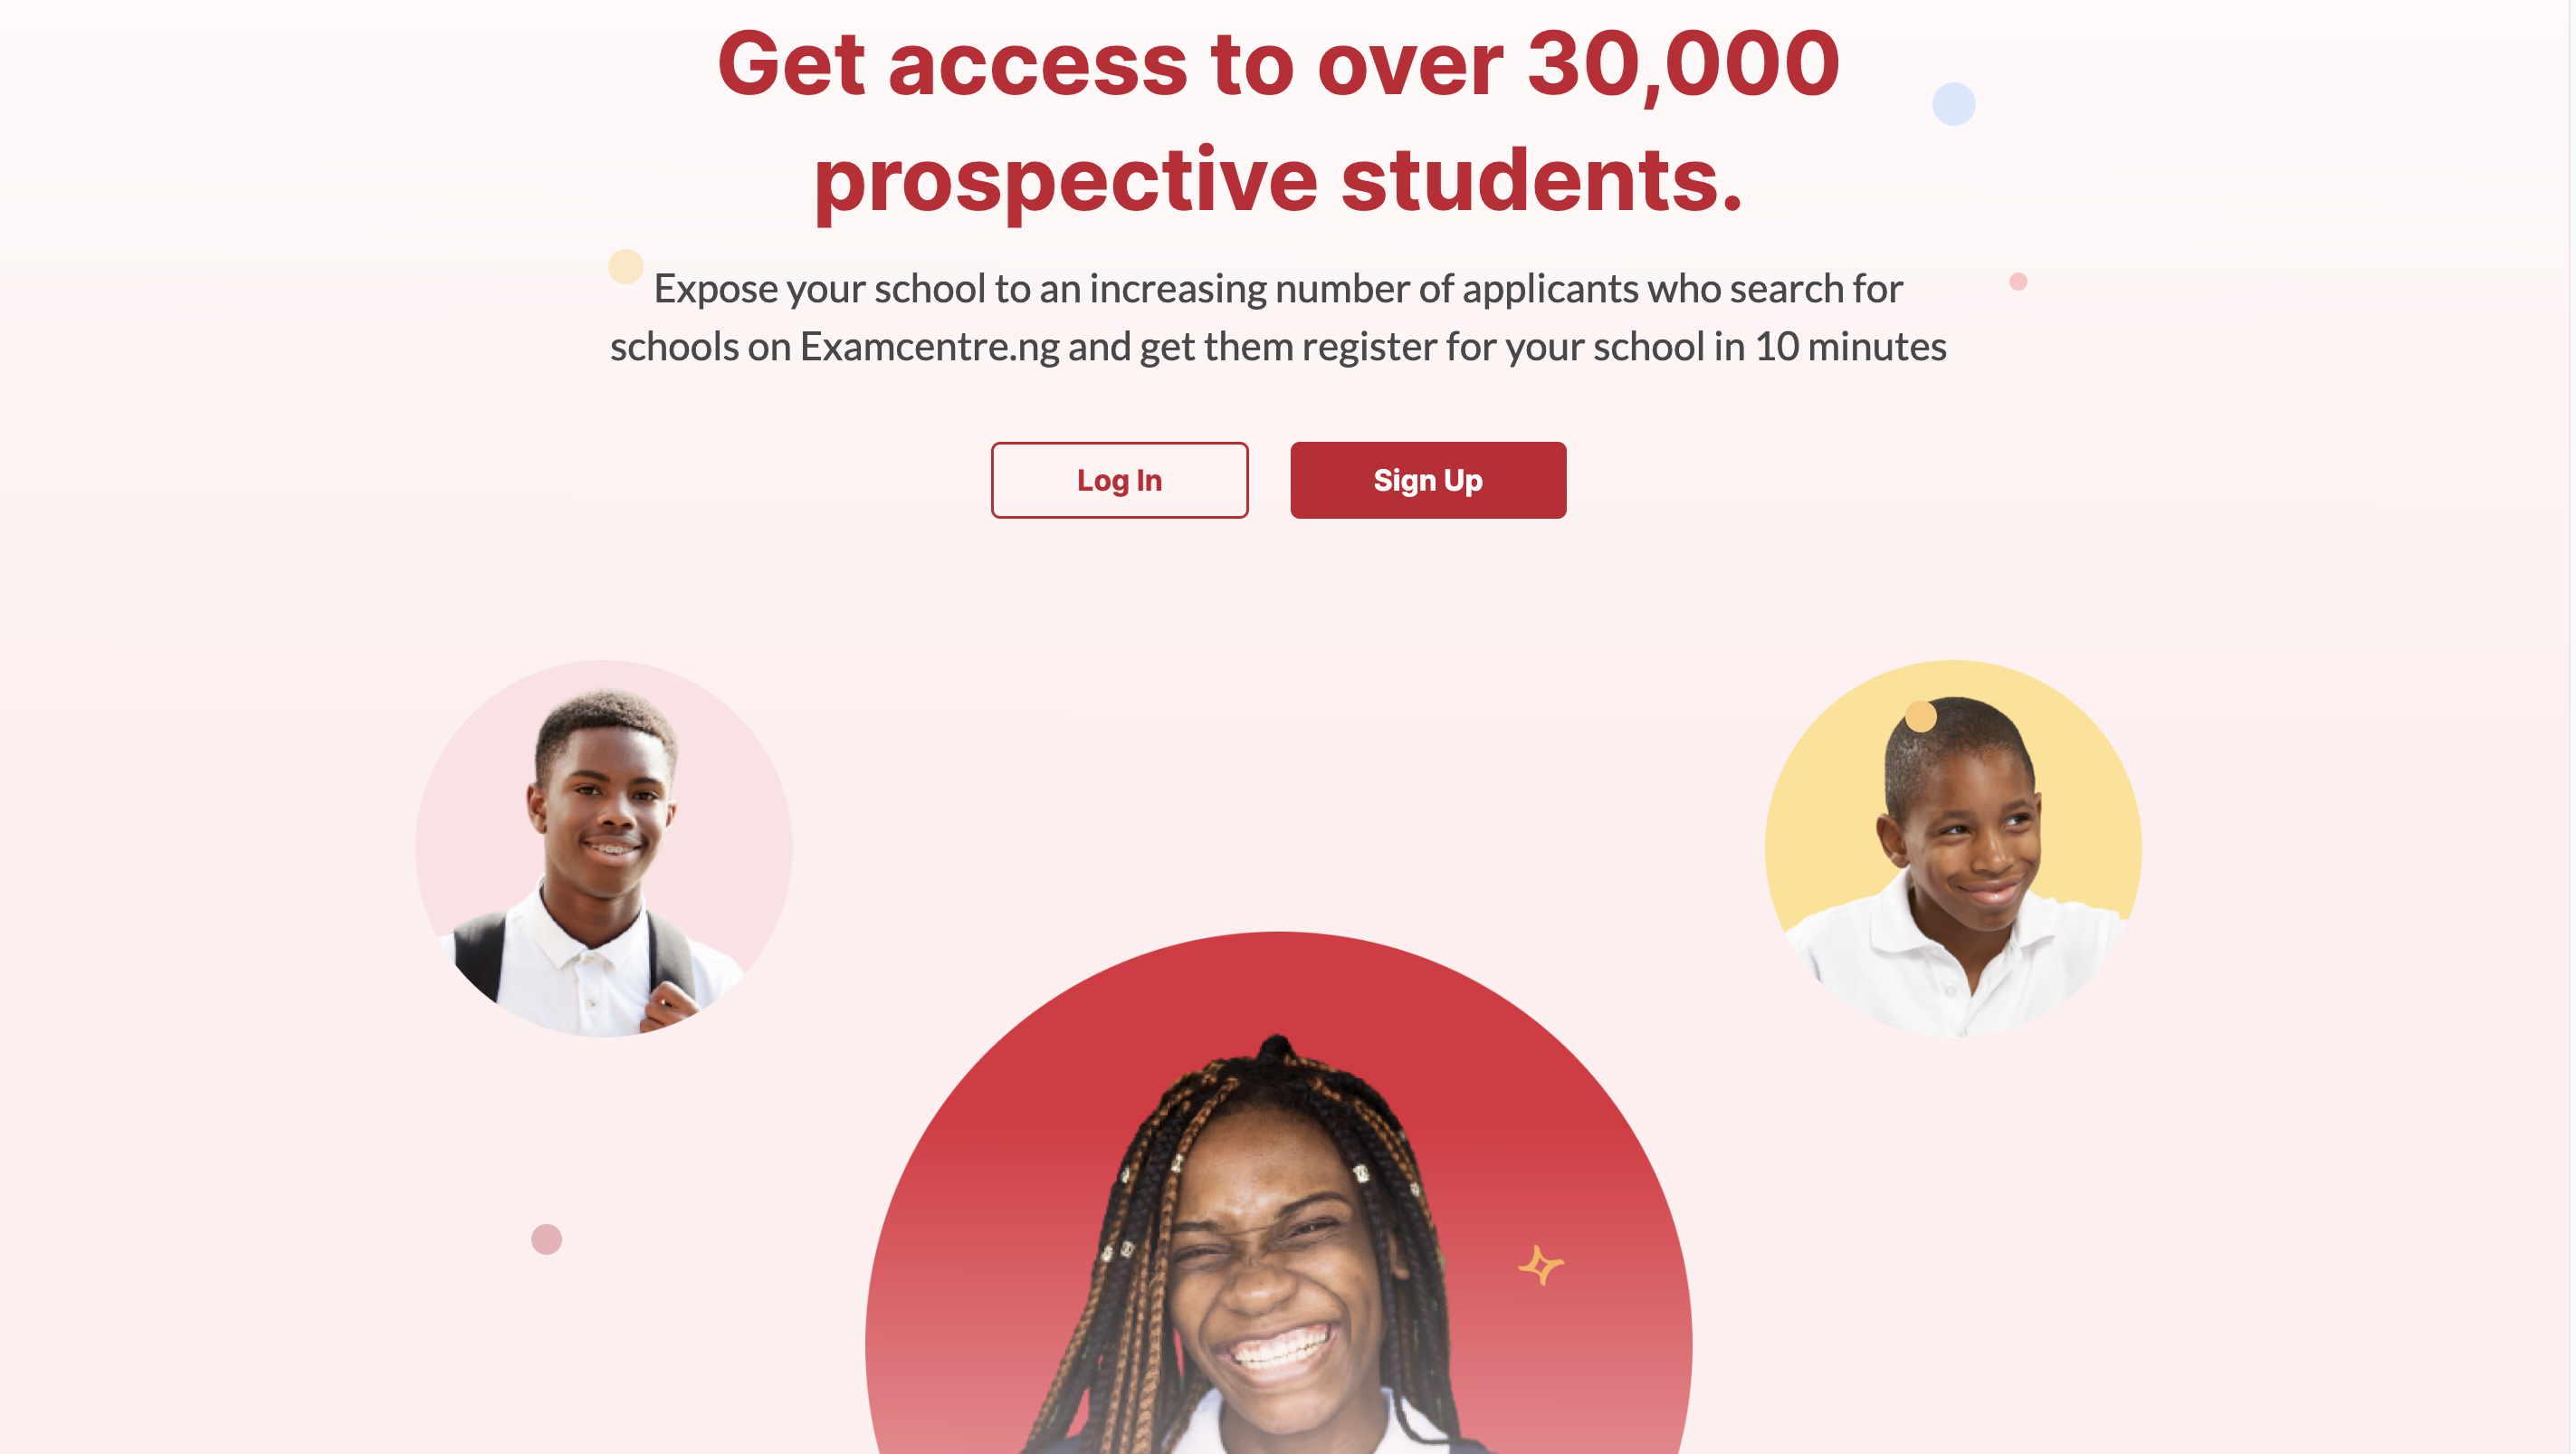 Get access to over 30,000
prospective students.
Expose your school to an increasing number of applicants who search for
schools on Examcentre.ng and get them register for your school in 10 minutes
Log In
Sign Up